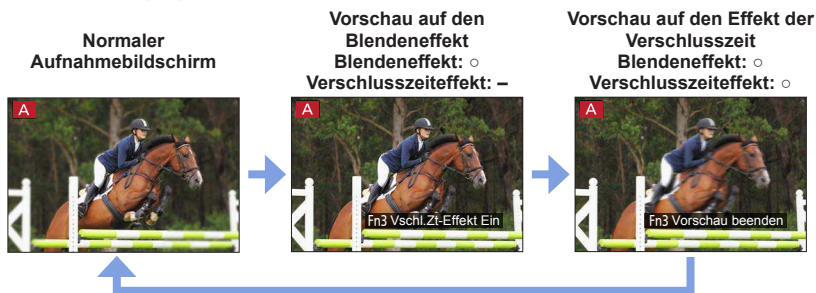 Normaler
Aufnahmebildschirm
Vorschau auf den
Blendeneffekt
Blendeneffekt: ○
Verschlusszeiteffekt: –
Vorschau auf den Effekt der
Verschlusszeit
Blendeneffekt: ○
Verschlusszeiteffekt: ○
A
A
Fn3 Vschl.Zt-Effekt Ein
A
Fn3 Vorschau beenden